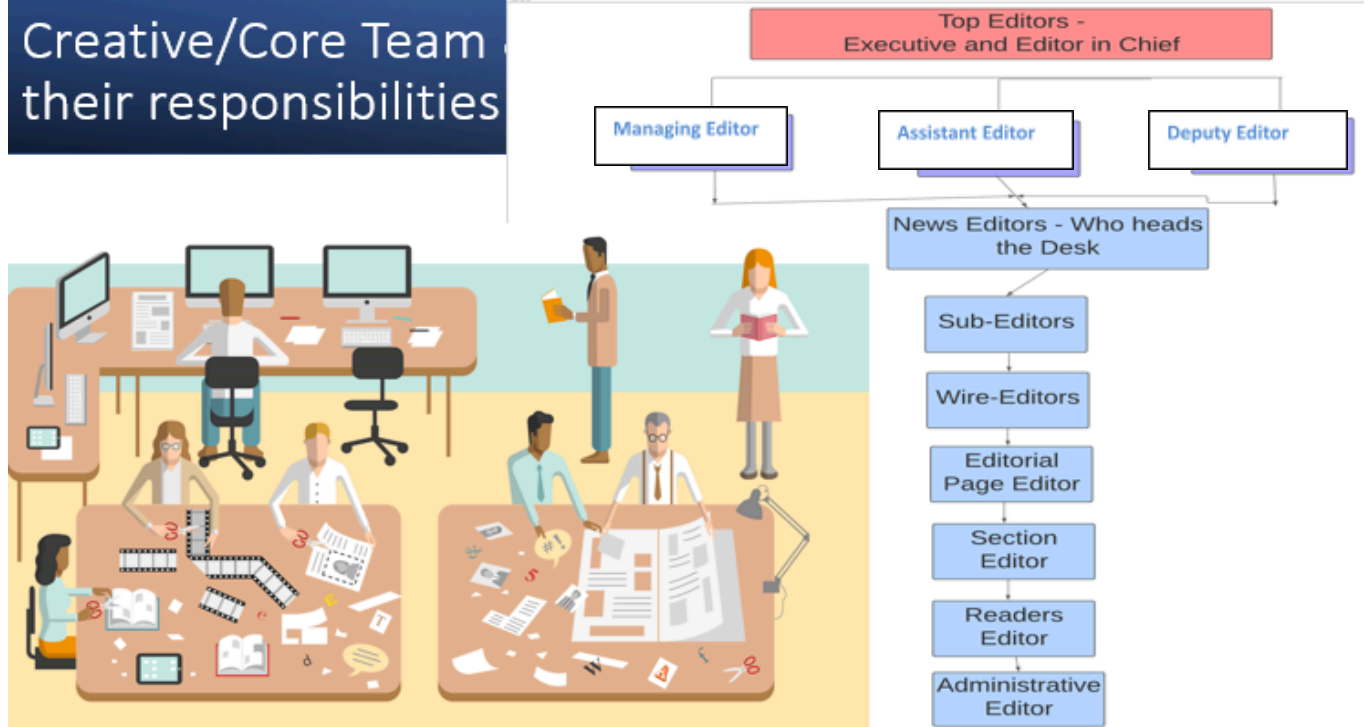 Creative/Core Team
their responsibilities
Top Editors -
Executive and Editor in Chief
Managing Editor
Assistant Editor
Deputy Editor
News Editors - Who heads
the Desk
Sub-Editors
Wire-Editors
Editorial
Page Editor
Section
Editor
Readers
Editor
Administrative
Editor
#!
&
S
E
T
e
d
W
A
f